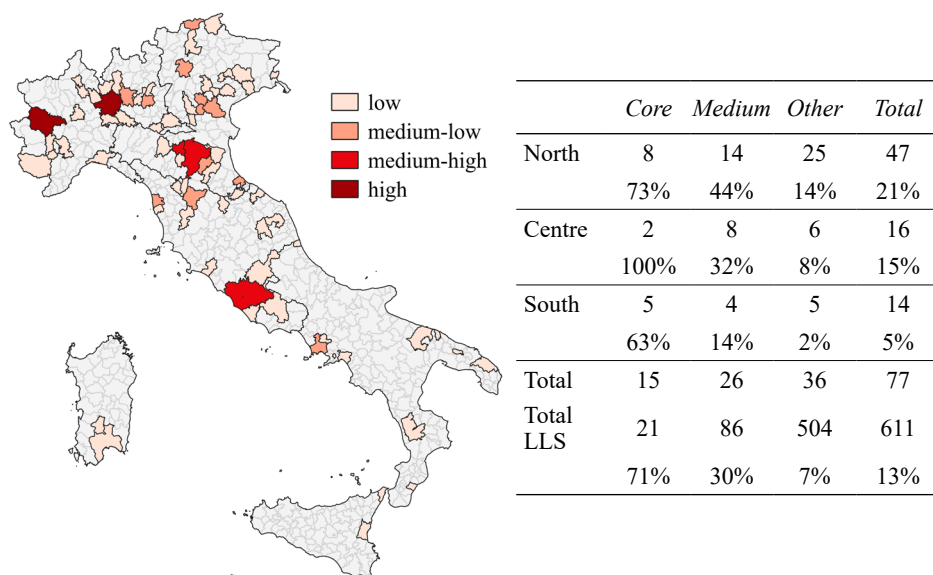 low
medium-low
medium-high
high
Core Medium Other Total
North 8 14 25 47
73% 44% 14% 21%
Centre 2 8 6 16
100% 32% 8% 15%
South 5 4 5 14
63% 14% 2% 5%
Total 15 26 36 77
Total
LLS 21 86 504 611
71% 30% 7% 13%